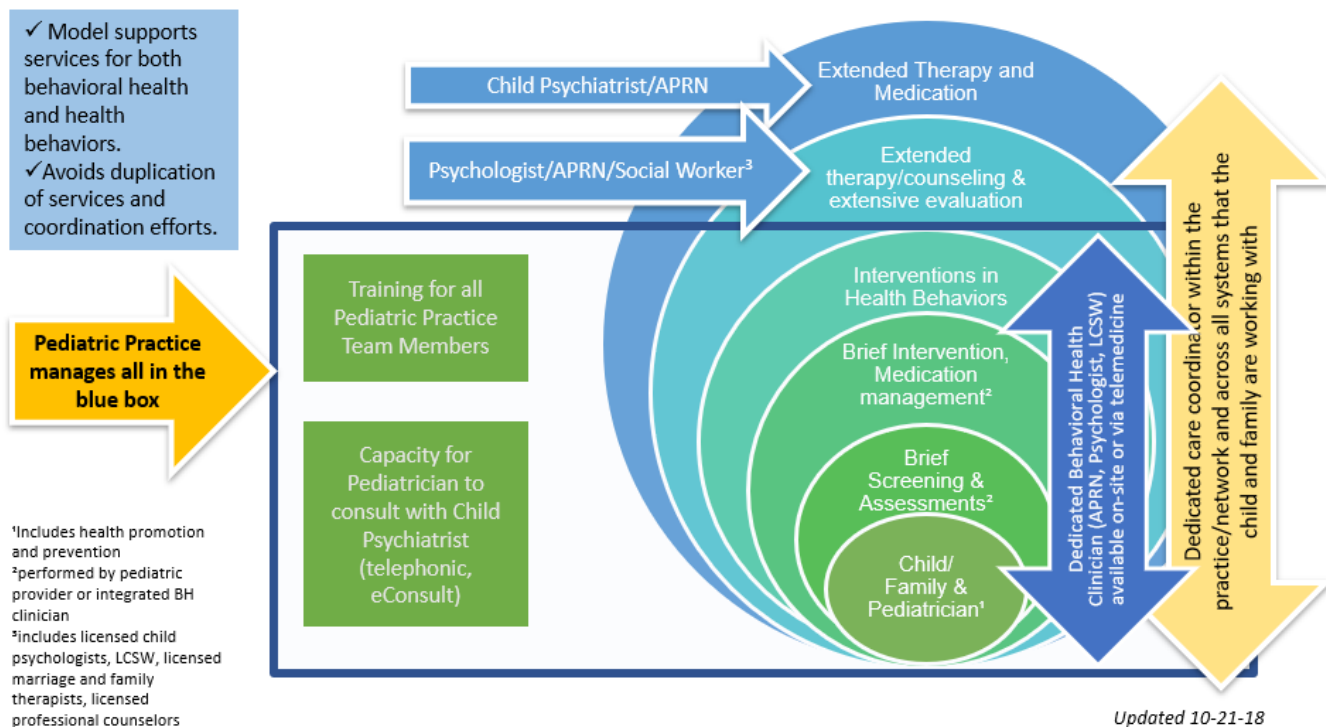 ✓ Model supports
services for both
behavioral health
and health
behaviors.
✓Avoids duplication
of services and
coordination efforts.
Child Psychiatrist/APRN
Psychologist/APRN/Social Worker³
Extended Therapy and
Medication
Extended
therapy/counseling &
extensive evaluation
Interventions in
Health Behaviors
Brief Intervention,
Medication
management²
Brief
Screening &
Assessments²
Child/
Family &
Pediatrician¹
Dedicated Behavioral Health
Clinician (APRN, Psychologist, LCSW)
available on-site or via telemedicine
Dedicated care coordinator within the
practice/network and across all systems that the
child and family are working with
Pediatric Practice
manages all in the
blue box
Training for all
Pediatric Practice
Team Members
Capacity for
Pediatrician to
consult with Child
Psychiatrist
(telephonic,
eConsult)
¹Includes health promotion
and prevention
²performed by pediatric
provider or integrated BH
clinician
³includes licensed child
psychologists, LCSW, licensed
marriage and family
therapists, licensed
professional counselors
Updated 10-21-18